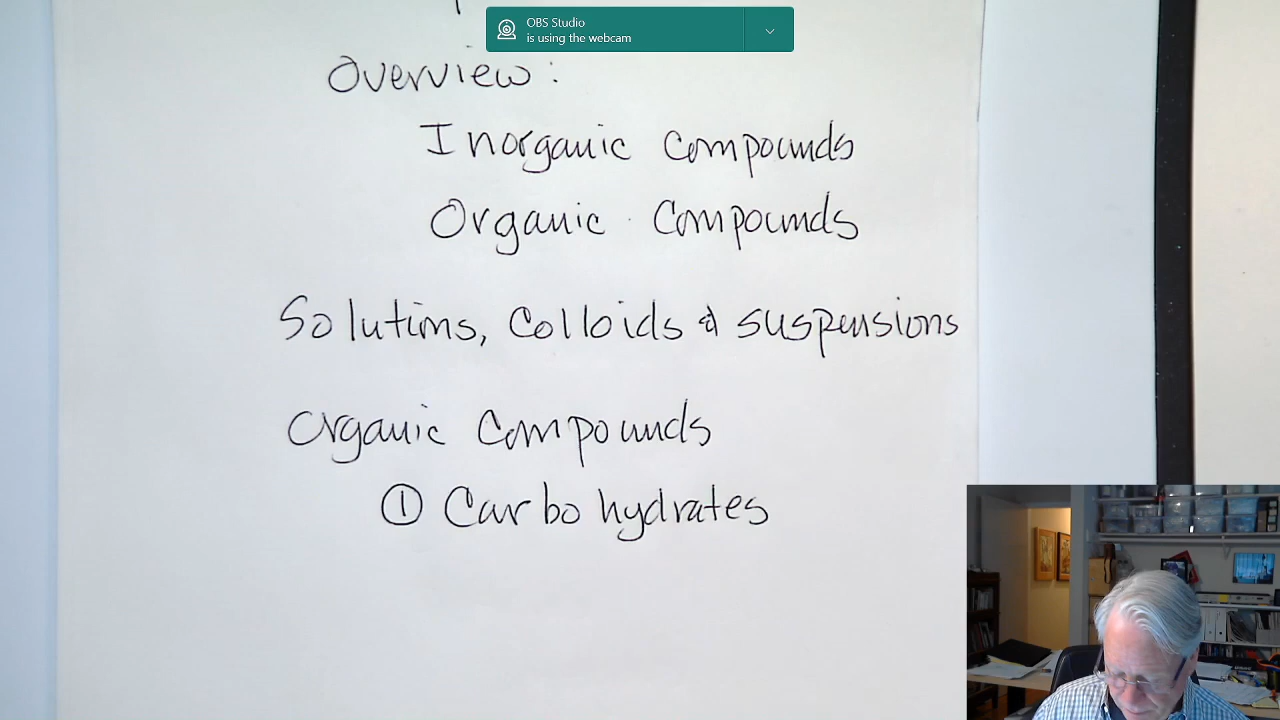 OBS Studio
is using the webcam
Overview:
Inorganic Compounds
Organic Compounds
Solutions, Colloids & suspensions
Organic Compounds
① Carbohydrates